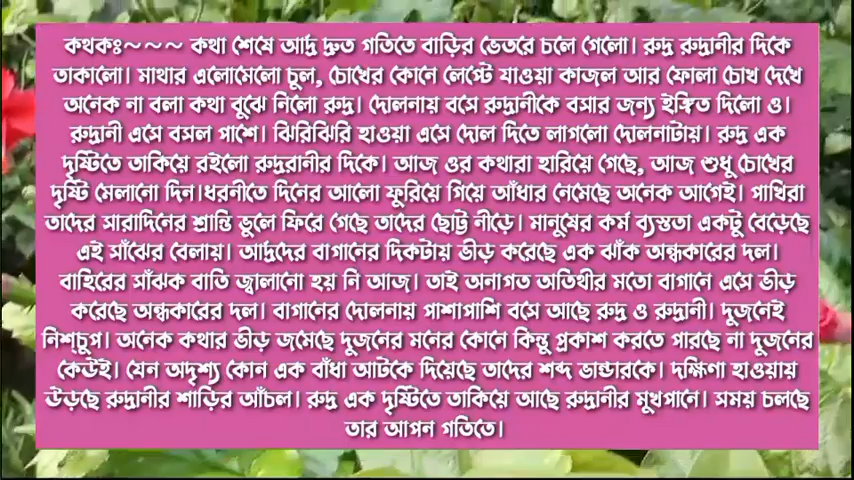 কথকঃ~~~ কথা শেষে আদ্র দ্রুত গতিতে বাড়ির ভেতরে চলে গেলো। রুদ্র রুদ্রানীর দিকে
তাকালো। মাথার এলোমেলো চুল, চোখের কোনে লেপ্টে যাওয়া কাজল আর ফোলা চোখ দেখে
অনেক না বলা কথা বুঝে নিলো রুদ্র। দোলনায় বসে রুদ্রানীকে বসার জন্য ইঙ্গিত দিলো ও।
রুদ্রানী এসে বসল পাশে। ঝিরিঝিরি হাওয়া এসে দোল দিতে লাগলো দোলনাটায়। রুদ্র এক
দৃষ্টিতে তাকিয়ে রইলো রুদ্ররানীর দিকে। আজ ওর কথারা হারিয়ে গেছে, আজ শুধু চোখের
দৃষ্টি মেলানো দিন।ধরনীতে দিনের আলো ফুরিয়ে গিয়ে আঁধার নেমেছে অনেক আগেই। পাখিরা
তাদের সারাদিনের শ্রান্তি ভুলে ফিরে গেছে তাদের ছোট্ট নীড়ে। মানুষের কর্ম ব্যস্ততা একটু বেড়েছে
এই সাঁঝের বেলায়। আদ্রদের বাগানের দিকটায় ভীড় করেছে এক ঝাঁক অন্ধকারের দল।
বাহিরের সাঁঝক বাতি জ্বালানো হয় নি আজ। তাই অনাগত অতিথীর মতো বাগানে এসে ভীড়
করেছে অন্ধকারের দল। বাগানের দোলনায় পাশাপাশি বসে আছে রুদ্র ও রুদ্রানী। দুজনেই
নিশ্চুপ। অনেক কথার ভীড় জমেছে দুজনের মনের কোনে কিন্তু প্রকাশ করতে পারছে না দুজনের
কেউই। যেন অদৃশ্য কোন এক বাঁধা আটকে দিয়েছে তাদের শব্দ ভান্ডারকে। দক্ষিণা হাওয়ায়
উড়ছে রুদ্রানীর শাড়ির আঁচল। রুদ্র এক দৃষ্টিতে তাকিয়ে আছে রুদ্রানীর মুখপানে। সময় চলছে
তার আপন গতিতে।